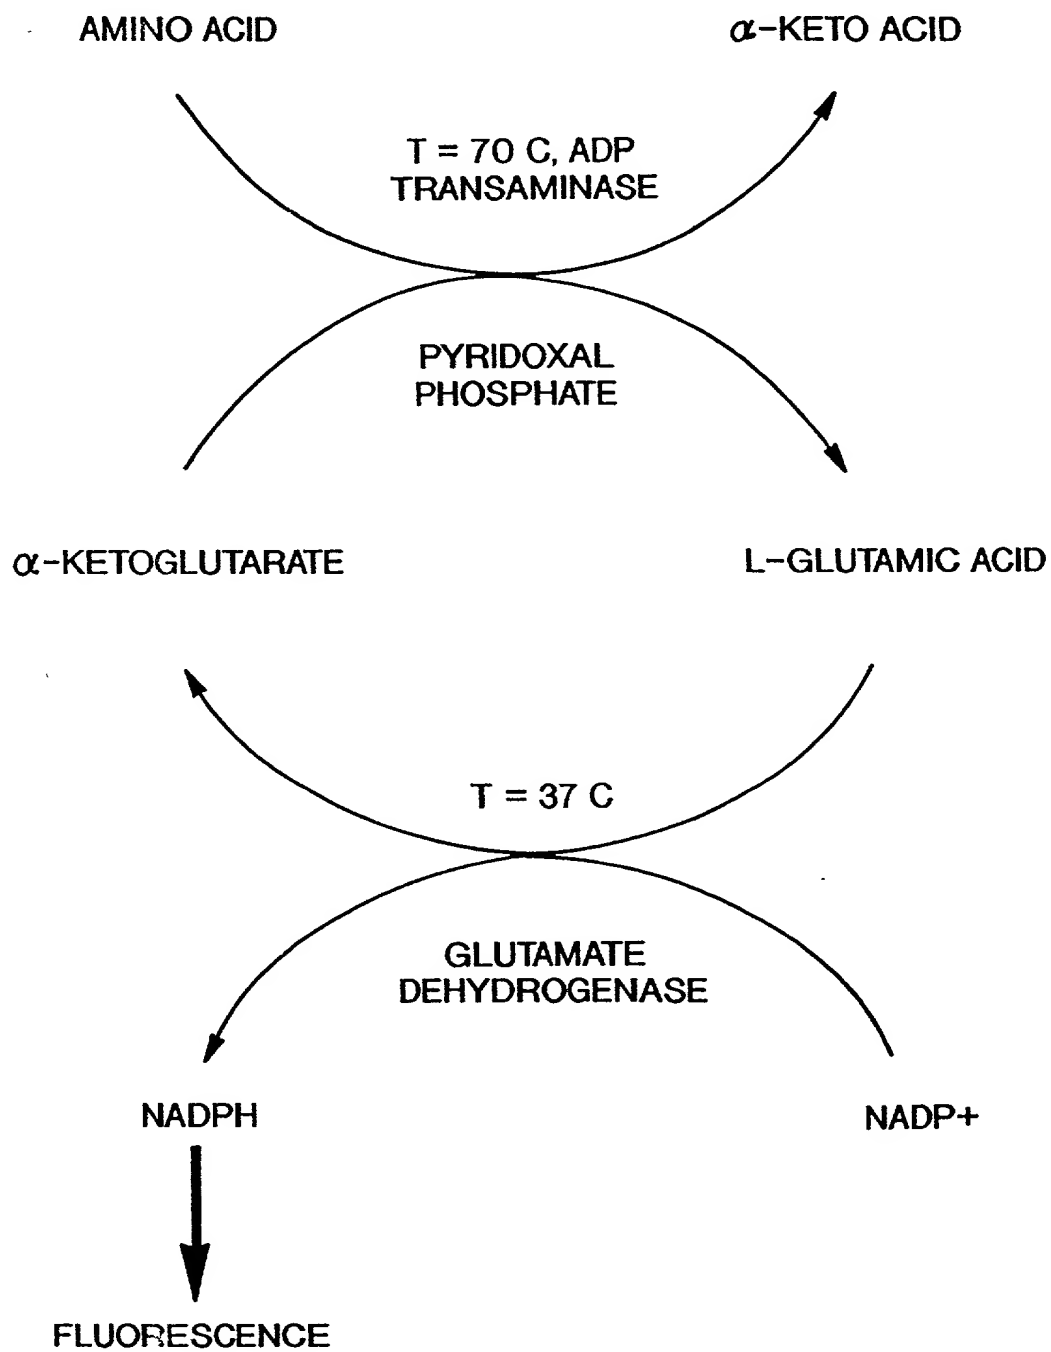 AMINO ACID
α-KETO ACID
T = 70 C, ADP
TRANSAMINASE
PYRIDOXAL
PHOSPHATE
α-KETOGLUTARATE
L-GLUTAMIC ACID
T = 37 C
GLUTAMATE
DEHYDROGENASE
NADPH
NADP+
FLUORESCENCE